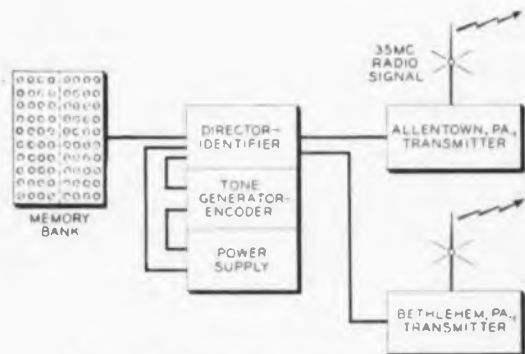 35MC
RADIO
SIGNAL
DIRECTOR-
IDENTIFIER
ALLENTOWN, PA.,
TRANSMITTER
TONE
GENERATOR-
ENCODER
MEMORY
BANK
POWER
SUPPLY
BETHLEHEM, PA.,
TRANSMITTER